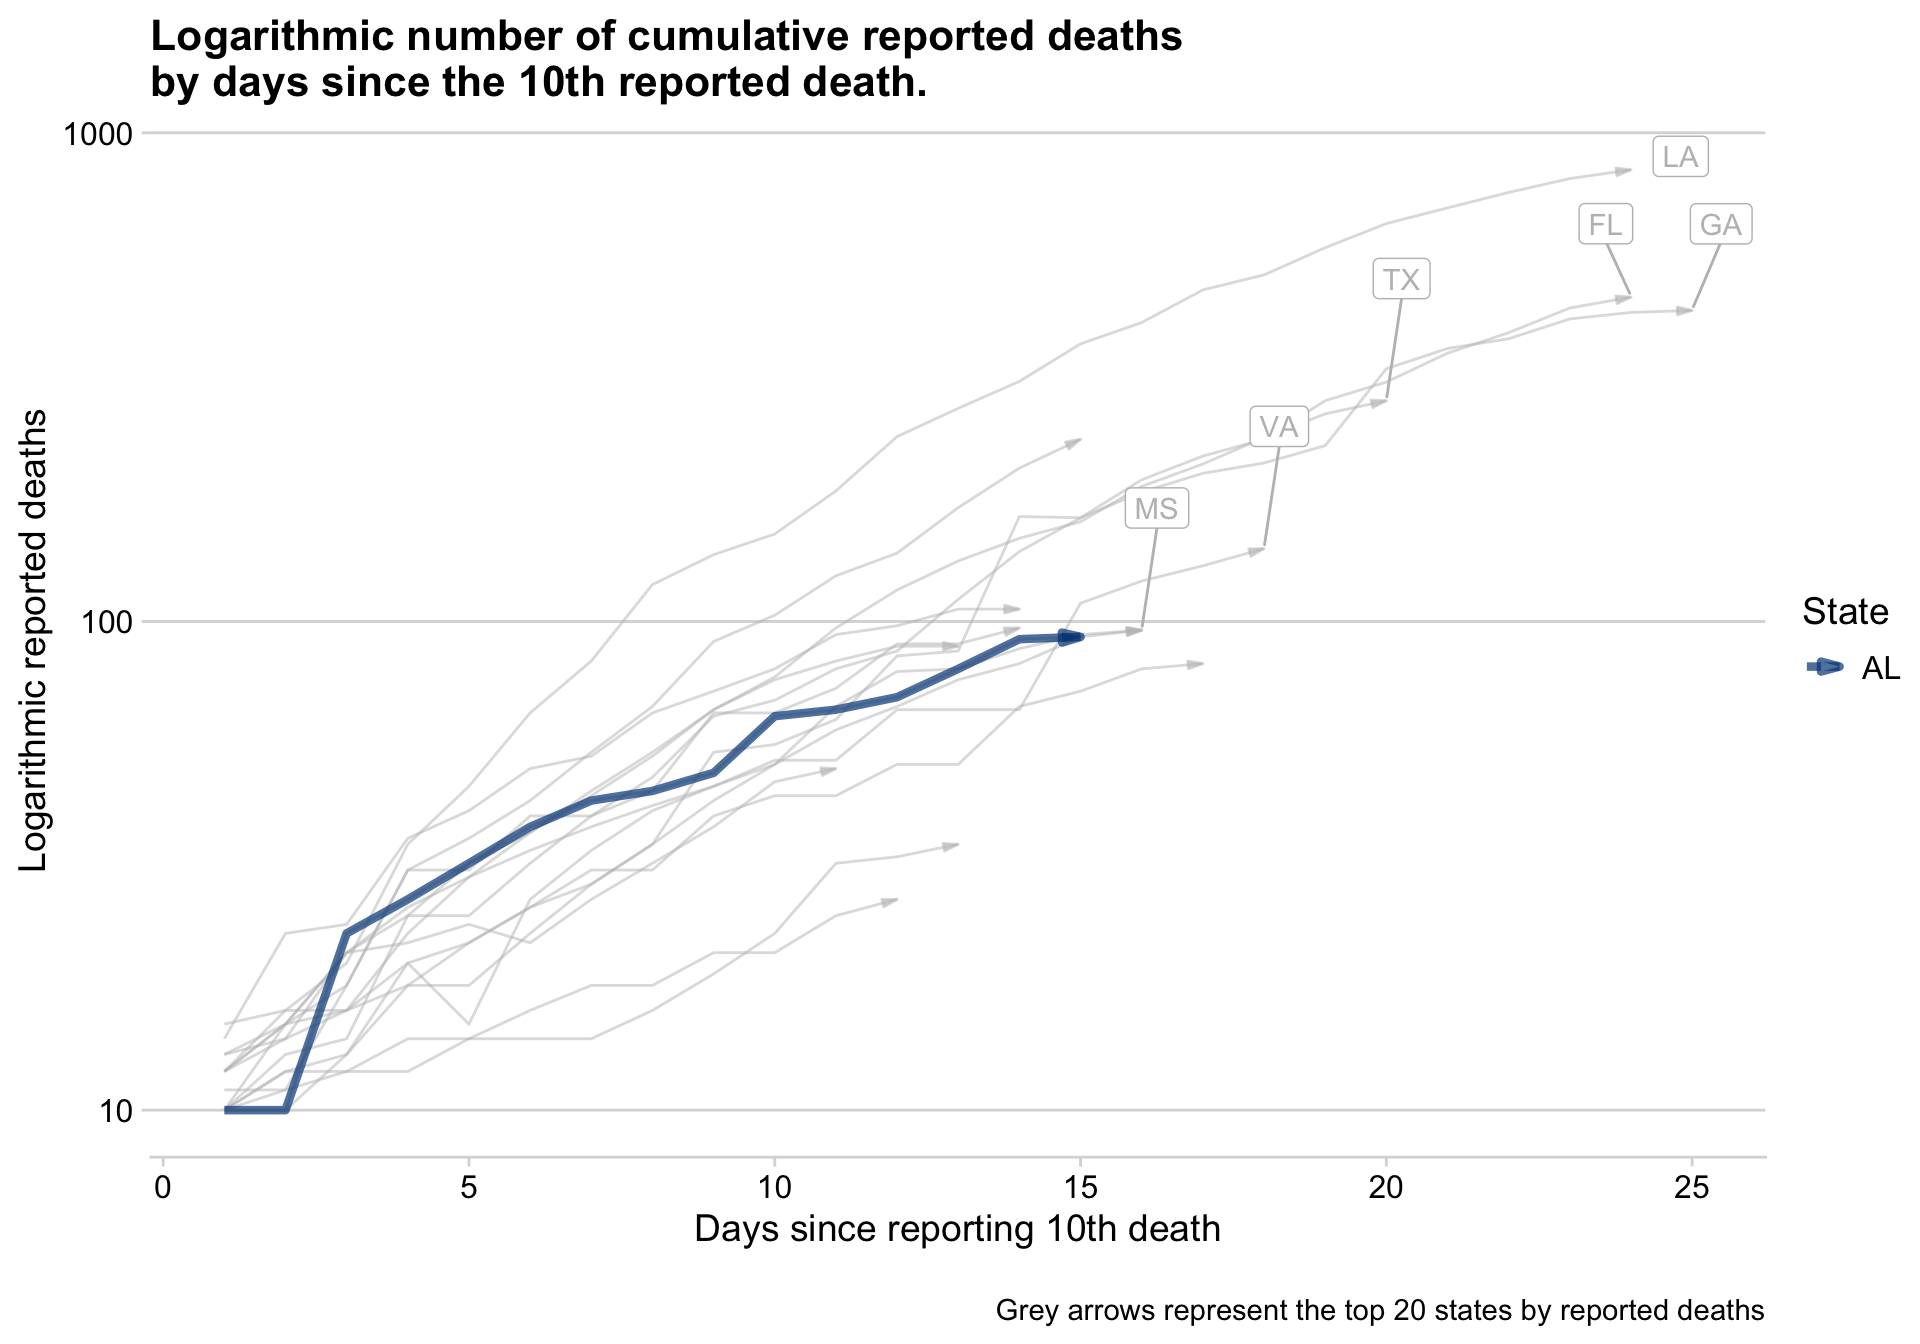 Logarithmic number of cumulative reported deaths
by days since the 10th reported death.
1000
100
10
Logarithmic reported deaths
LA
FL
GA
TX
VA
MS
State
AL
0
5
10
15
20
25
Days since reporting 10th death
Grey arrows represent the top 20 states by reported deaths